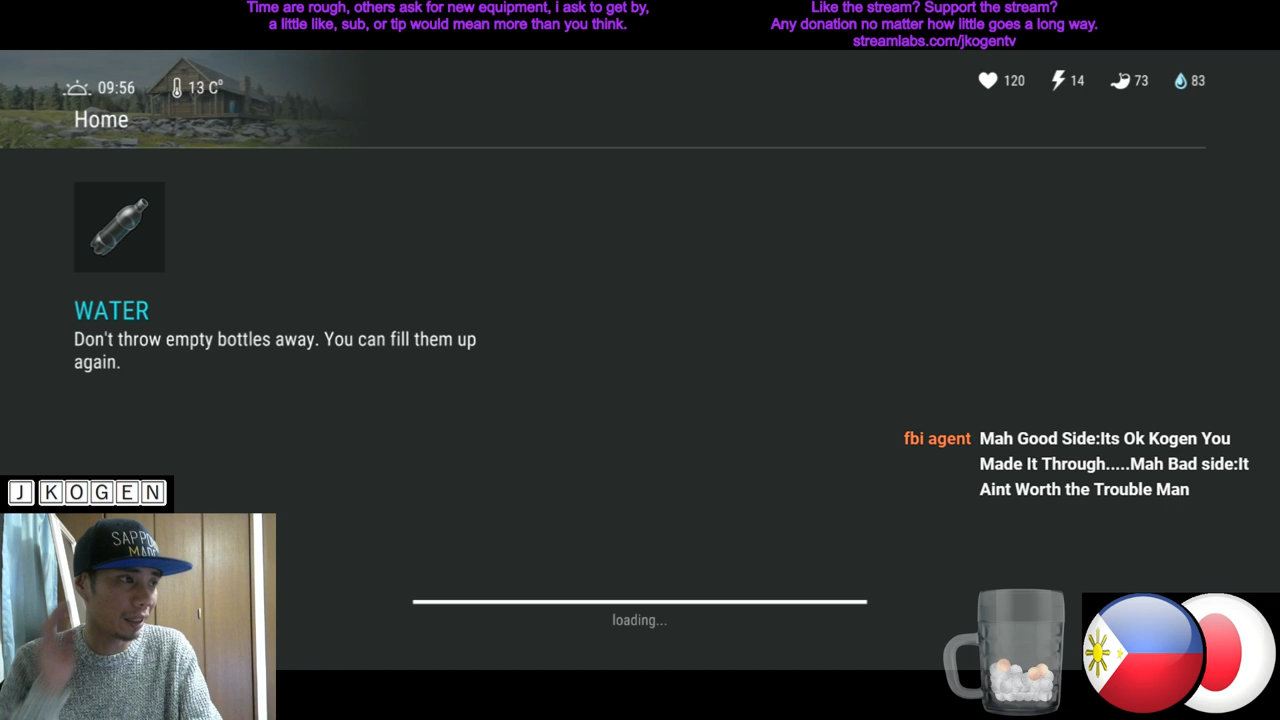 Time are rough, others ask for new equipment, i ask to get by,
a little like, sub, or tip would mean more than you think.
Like the stream? Support the stream?
Any donation no matter how little goes a long way.
streamlabs.com/jkogentv
09:56
13 C°
120
14
73
83
Home
WATER
Don't throw empty bottles away. You can fill them up
again.
fbi agent Mah Good Side:Its Ok Kogen You
Made It Through.....Mah Bad side:It
Aint Worth the Trouble Man
J KOGEN
loading...